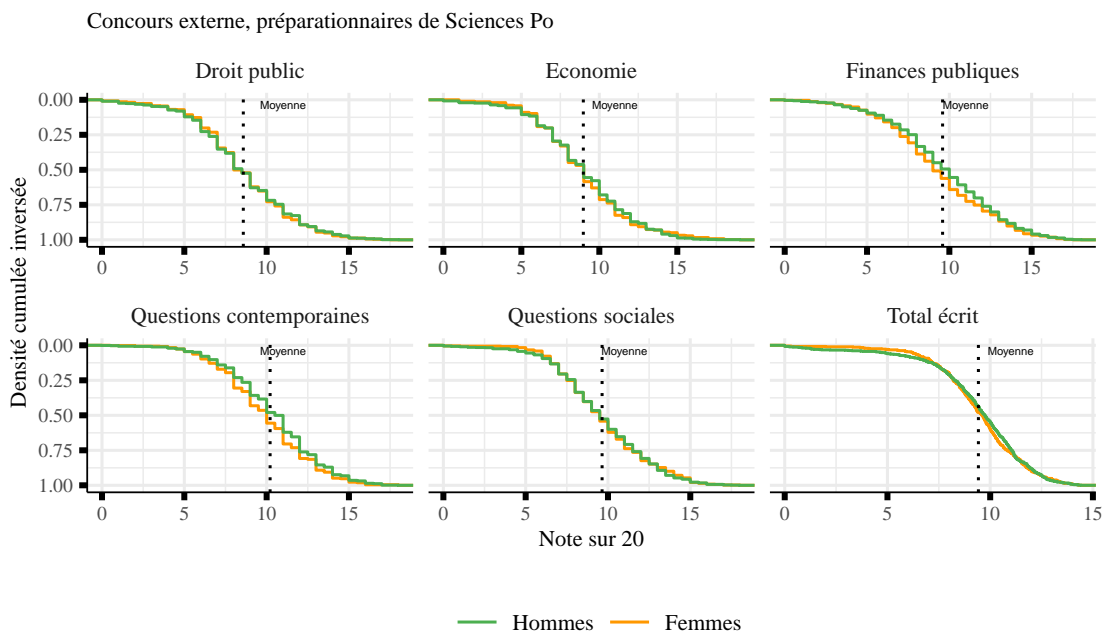 Concours externe, préparationnaires de Sciences Po
Droit public
Economie
Finances publiques
Moyenne
Moyenne
Moyenne
0.00
0.25
0.50
0.75
1.00
0 5 10 15
0 5 10 15
0 5 10 15
Densité cumulée inversée
Questions contemporaines
Questions sociales
Total écrit
Moyenne
Moyenne
Moyenne
0.00
0.25
0.50
0.75
1.00
0 5 10 15
0 5 10 15
0 5 10 15
Note sur 20
Hommes Femmes